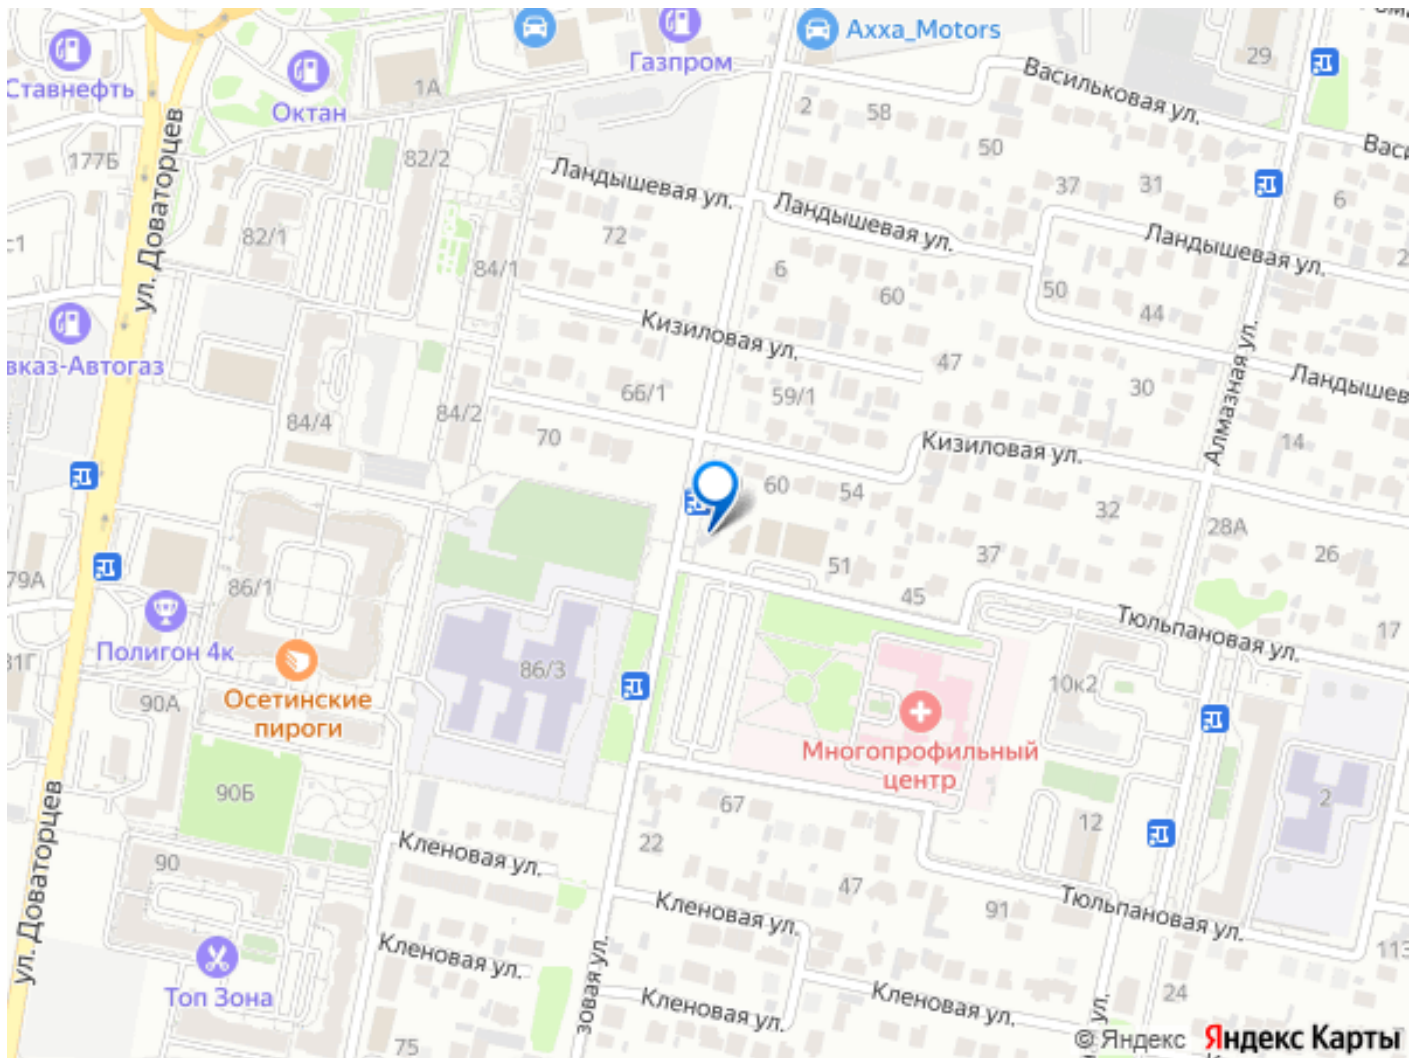 Ставнефть
Октан
1А
Газпром
Axxa_Motors
29
Васильковая ул.
2
58
50
177Б
ул. Доваторцев
82/2
Ландышевая ул.
Ландышевая ул.
37
31
6
Ландышевая ул.
82/1
72
84/1
6
60
50
44
Кизиловая ул.
47
30
84/4
84/2
66/1
59/1
70
Кизиловая ул.
Алмазная ул.
14
60
54
32
28А
26
79А
86/1
51
37
45
Тюльпановая ул.
17
Полигон 4к
86/3
10к2
90А
Осетинские
пироги
Многопрофильный
центр
90Б
67
2
ул. Доваторцев
22
12
90
Кленовая ул.
47
91
Тюльпановая ул.
Кленовая ул.
113
Кленовая ул.
Топ Зона
зовая ул.
Кленовая ул.
Кленовая ул.
24
ул.
75
© Яндекс Яндекс Карты